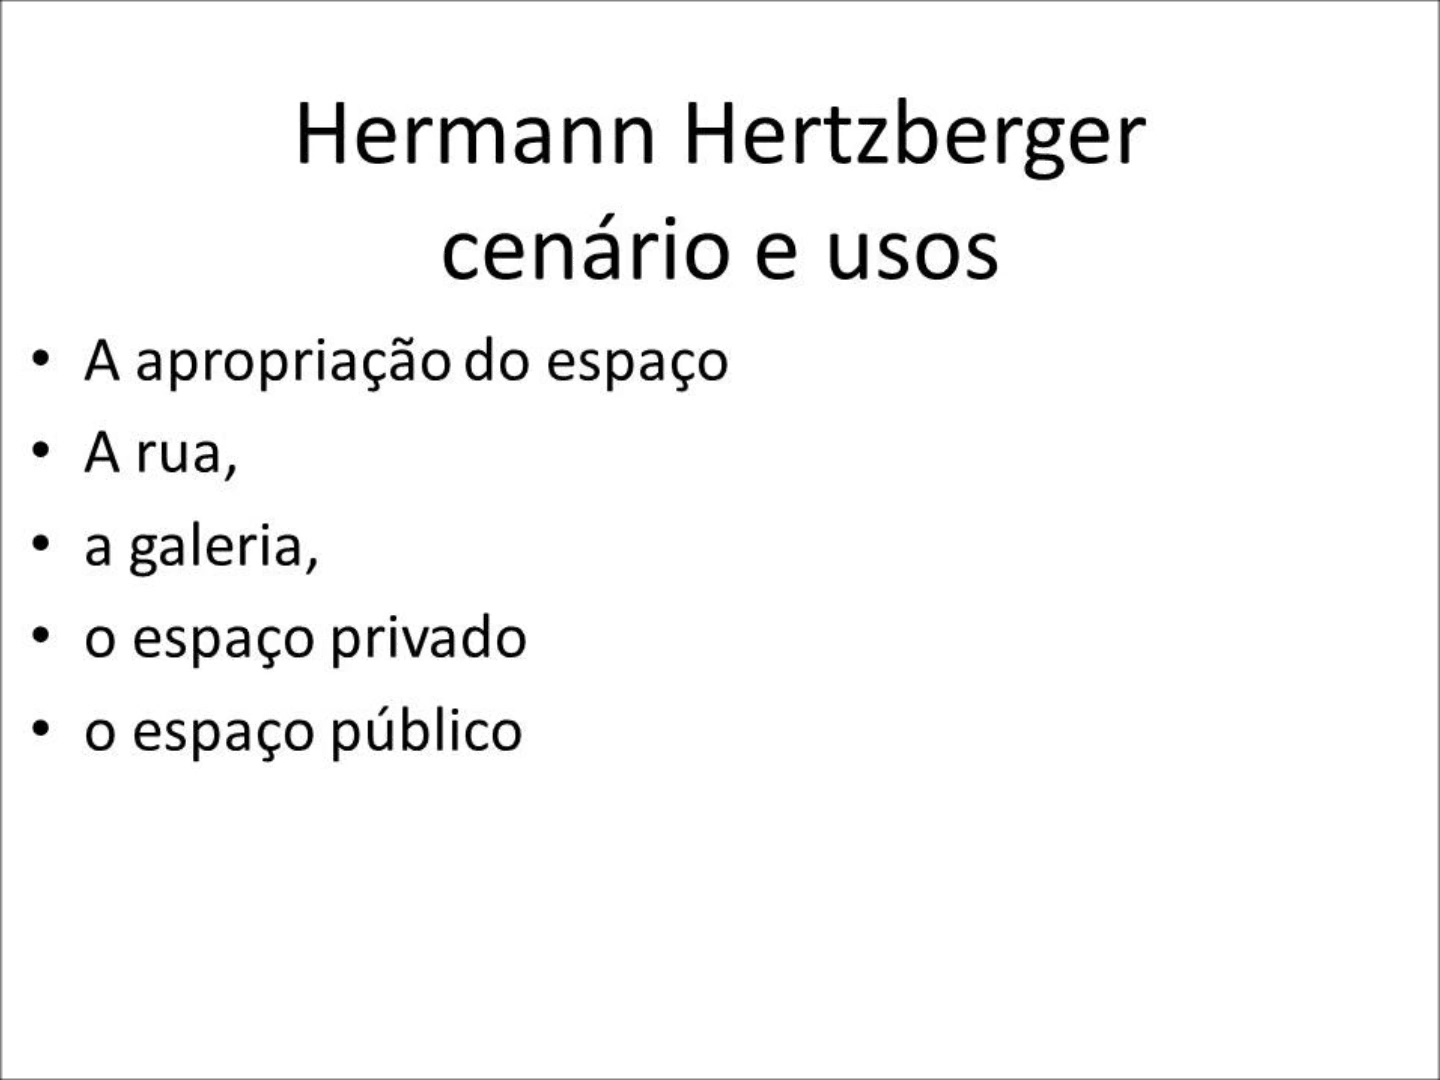 Hermann Hertzberger
cenário e usos
• A apropriação do espaço
• A rua,
• a galeria,
• o espaço privado
• o espaço público